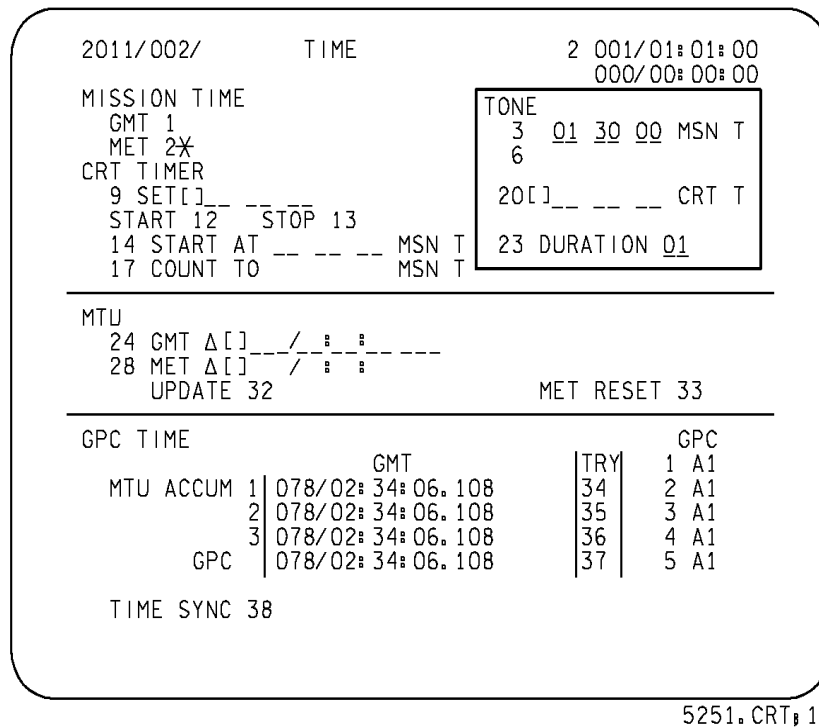 2011/002/ TIME 2 001/01:01:00
000/00:00:00
MISSION TIME
GMT 1
MET 2*
CRT TIMER
9 SET[]__ __ __
START 12 STOP 13
14 START AT __ __ __ MSN T
17 COUNT TO MSN T
TONE
3 01 30 00 MSN T
6
20[]__ __ __ CRT T
23 DURATION 01
MTU
24 GMT Δ[]___/__:__:__ ___
28 MET Δ[] / : :
UPDATE 32 MET RESET 33
GPC TIME GPC
GMT TRY 1 A1
MTU ACCUM 1 078/02:34:06.108 34 2 A1
2 078/02:34:06.108 35 3 A1
3 078/02:34:06.108 36 4 A1
GPC 078/02:34:06.108 37 5 A1
TIME SYNC 38
5251.CRT;1